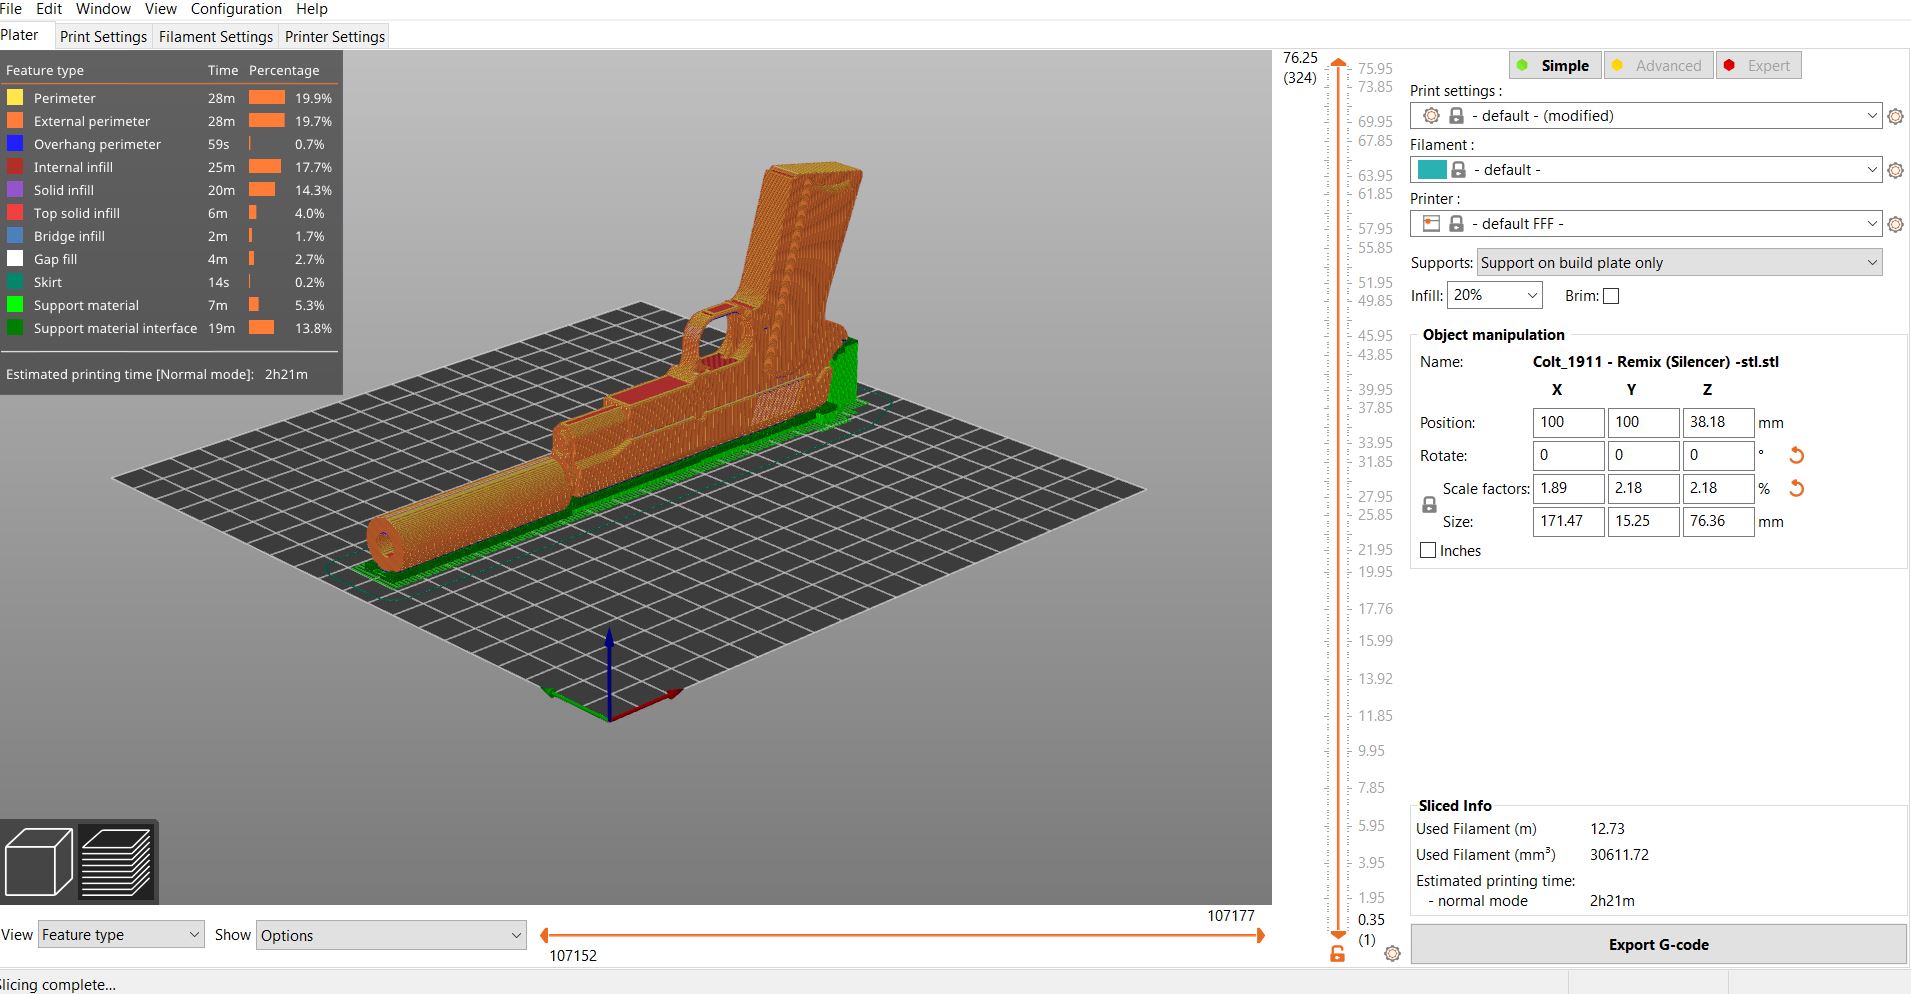 File Edit Window View Configuration Help
Plater Print Settings Filament Settings Printer Settings
Feature type Time Percentage
Perimeter 28m 19.9%
External perimeter 28m 19.7%
Overhang perimeter 59s 0.7%
Internal infill 25m 17.7%
Solid infill 20m 14.3%
Top solid infill 6m 4.0%
Bridge infill 2m 1.7%
Gap fill 4m 2.7%
Skirt 14s 0.2%
Support material 7m 5.3%
Support material interface 19m 13.8%
Estimated printing time [Normal mode]: 2h21m
76.25
(324)
75.95
73.85
69.95
67.85
63.95
61.85
57.95
55.85
51.95
49.85
45.95
43.85
39.95
37.85
33.95
31.85
27.95
25.85
21.95
19.95
17.76
15.99
13.92
11.85
9.95
7.85
5.95
3.95
1.95
0.35
(1)
Simple Advanced Expert
Print settings :
- default - (modified)
Filament :
- default -
Printer :
- default FFF -
Supports: Support on build plate only
Infill: 20% Brim:
Object manipulation
Name: Colt_1911 - Remix (Silencer) -stl.stl
X Y Z
Position: 100 100 38.18 mm
Rotate: 0 0 0 °
Scale factors: 1.89 2.18 2.18 %
Size: 171.47 15.25 76.36 mm
Inches
Sliced Info
Used Filament (m) 12.73
Used Filament (mm³) 30611.72
Estimated printing time:
- normal mode 2h21m
Export G-code
View Feature type Show Options
107177
107152
Slicing complete...